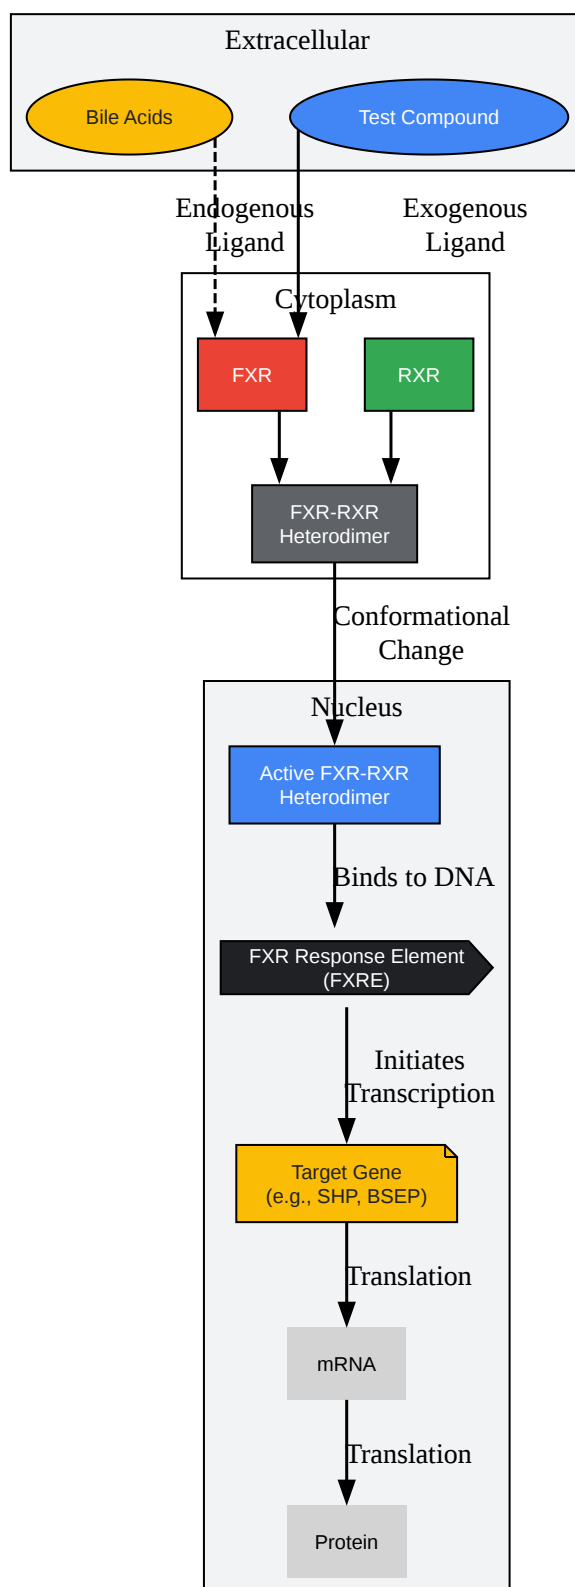 Extracellular
Bile Acids
Test Compound
Endogenous
Ligand
Exogenous
Ligand
Cytoplasm
FXR
RXR
FXR-RXR
Heterodimer
Conformational
Change
Nucleus
Active FXR-RXR
Heterodimer
Binds to DNA
FXR Response Element
(FXRE)
Initiates
Transcription
Target Gene
(e.g., SHP, BSEP)
Translation
mRNA
Translation
Protein